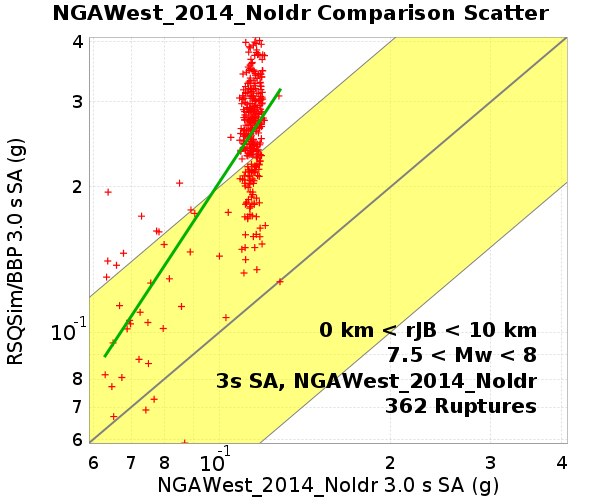 NGAWest_2014_NoIdr Comparison Scatter
4
3
2
10-1
8
7
6
RSQSim/BBP 3.0 s SA (g)
0 km < rJB < 10 km
7.5 < Mw < 8
3s SA, NGAWest_2014_NoIdr
362 Ruptures
6 7 8 10-1 2 3 4
NGAWest_2014_NoIdr 3.0 s SA (g)